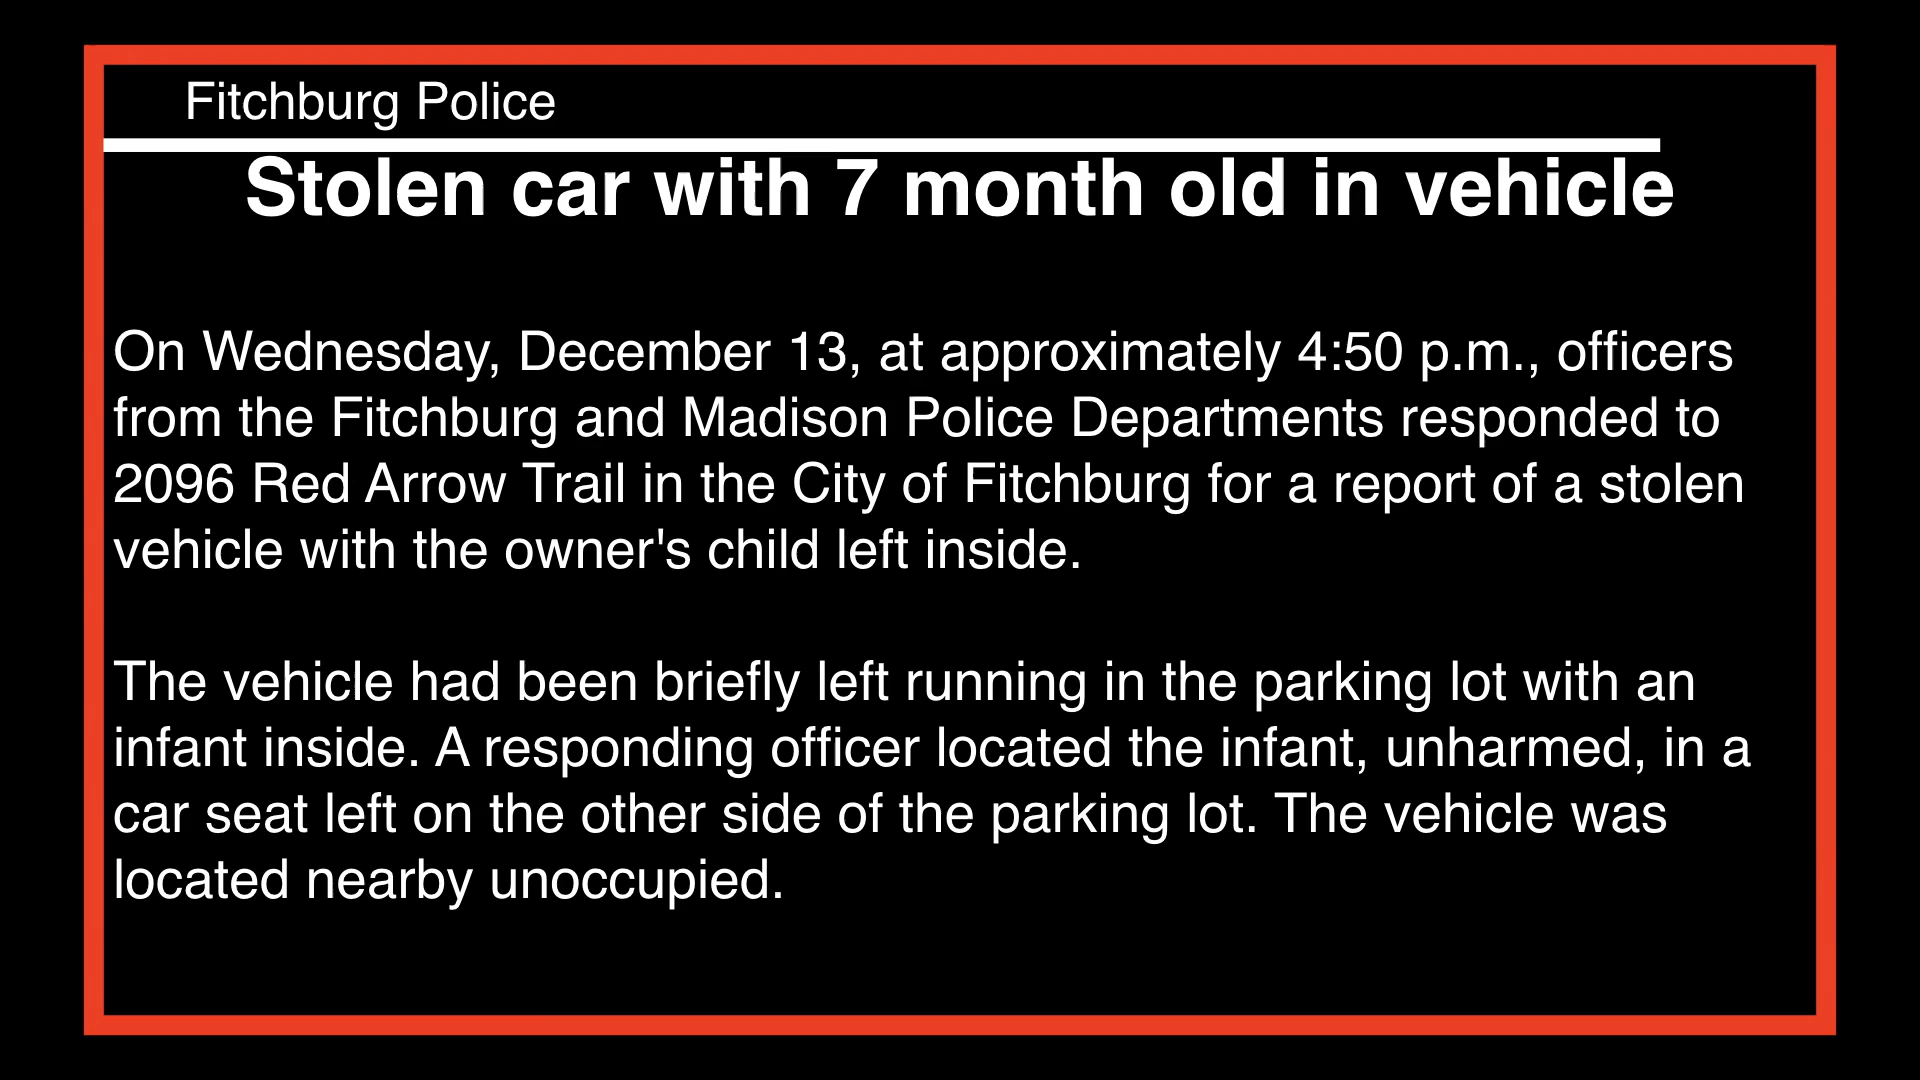 Fitchburg Police
Stolen car with 7 month old in vehicle
On Wednesday, December 13, at approximately 4:50 p.m., officers
from the Fitchburg and Madison Police Departments responded to
2096 Red Arrow Trail in the City of Fitchburg for a report of a stolen
vehicle with the owner's child left inside.
The vehicle had been briefly left running in the parking lot with an
infant inside. A responding officer located the infant, unharmed, in a
car seat left on the other side of the parking lot. The vehicle was
located nearby unoccupied.